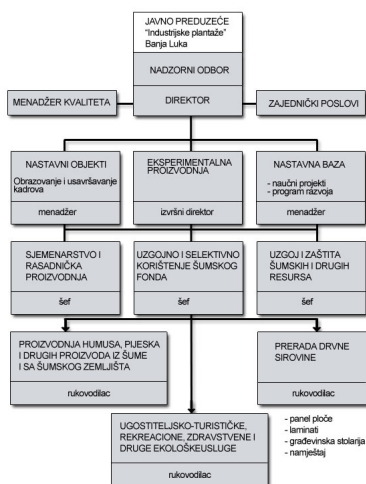 JAVNO PREDUZEĆE
"Industrijske plantaže"
Banja Luka
NADZORNI ODBOR
MENADŽER KVALITETA
DIREKTOR
ZAJEDNIČKI POSLOVI
NASTAVNI OBJEKTI
Obrazovanje i usavršavanje
kadrova
menadžer
EKSPERIMENTALNA
PROIZVODNJA
izvršni direktor
NASTAVNA BAZA
- naučni projekti
- program razvoja
menadžer
SJEMENARSTVO I
RASADNIČKA
PROIZVODNJA
šef
UZGOJNO I SELEKTIVNO
KORIŠTENJE ŠUMSKOG
FONDA
šef
UZGOJ I ZAŠTITA
ŠUMSKIH I DRUGIH
RESURSA
šef
PROIZVODNJA HUMUSA, PIJESKA
I DRUGIH PROIZVODA IZ ŠUME
I SA ŠUMSKOG ZEMLJIŠTA
rukovodilac
PRERADA DRVNE
SIROVINE
rukovodilac
- panel ploče
- laminati
- građevinska stolarija
- namještaj
UGOSTITELJSKO-TURISTIČKE,
REKREACIONE, ZDRAVSTVENE I
DRUGE EKOLOŠKEUSLUGE
rukovodilac